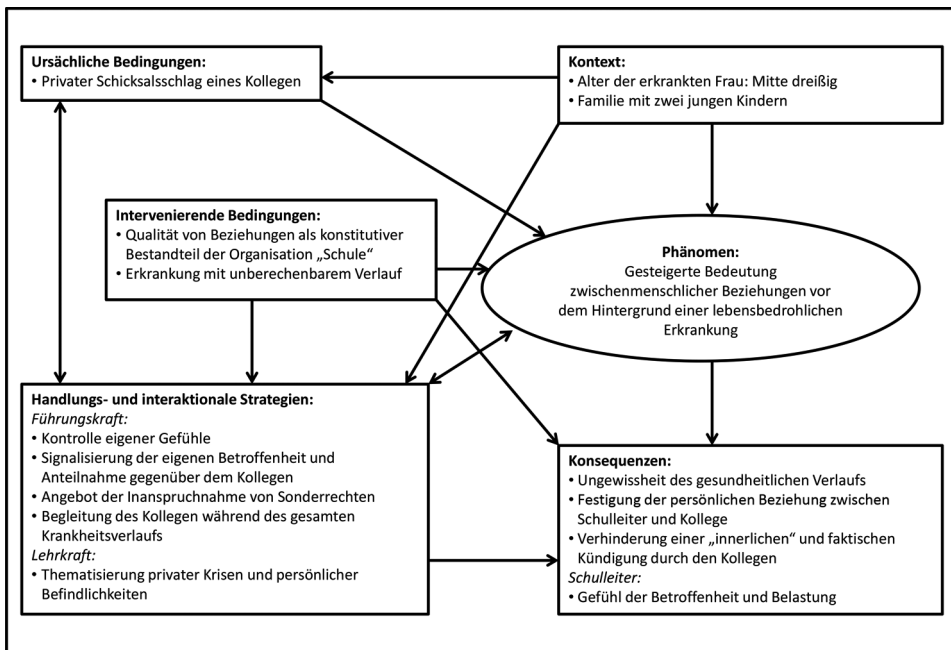 Ursächliche Bedingungen:
• Privater Schicksalsschlag eines Kollegen
Kontext:
• Alter der erkrankten Frau: Mitte dreißig
• Familie mit zwei jungen Kindern
Intervenierende Bedingungen:
• Qualität von Beziehungen als konstitutiver
Bestandteil der Organisation „Schule“
• Erkrankung mit unberechenbarem Verlauf
Phänomen:
Gesteigerte Bedeutung
zwischenmenschlicher Beziehungen vor
dem Hintergrund einer lebensbedrohlichen
Erkrankung
Handlungs- und interaktionale Strategien:
Führungskraft:
• Kontrolle eigener Gefühle
• Signalisierung der eigenen Betroffenheit und
Anteilnahme gegenüber dem Kollegen
• Angebot der Inanspruchnahme von Sonderrechten
• Begleitung des Kollegen während des gesamten
Krankheitsverlaufs
Lehrkraft:
• Thematisierung privater Krisen und persönlicher
Befindlichkeiten
Konsequenzen:
• Ungewissheit des gesundheitlichen Verlaufs
• Festigung der persönlichen Beziehung zwischen
Schulleiter und Kollege
• Verhinderung einer „innerlichen“ und faktischen
Kündigung durch den Kollegen
Schulleiter:
• Gefühl der Betroffenheit und Belastung